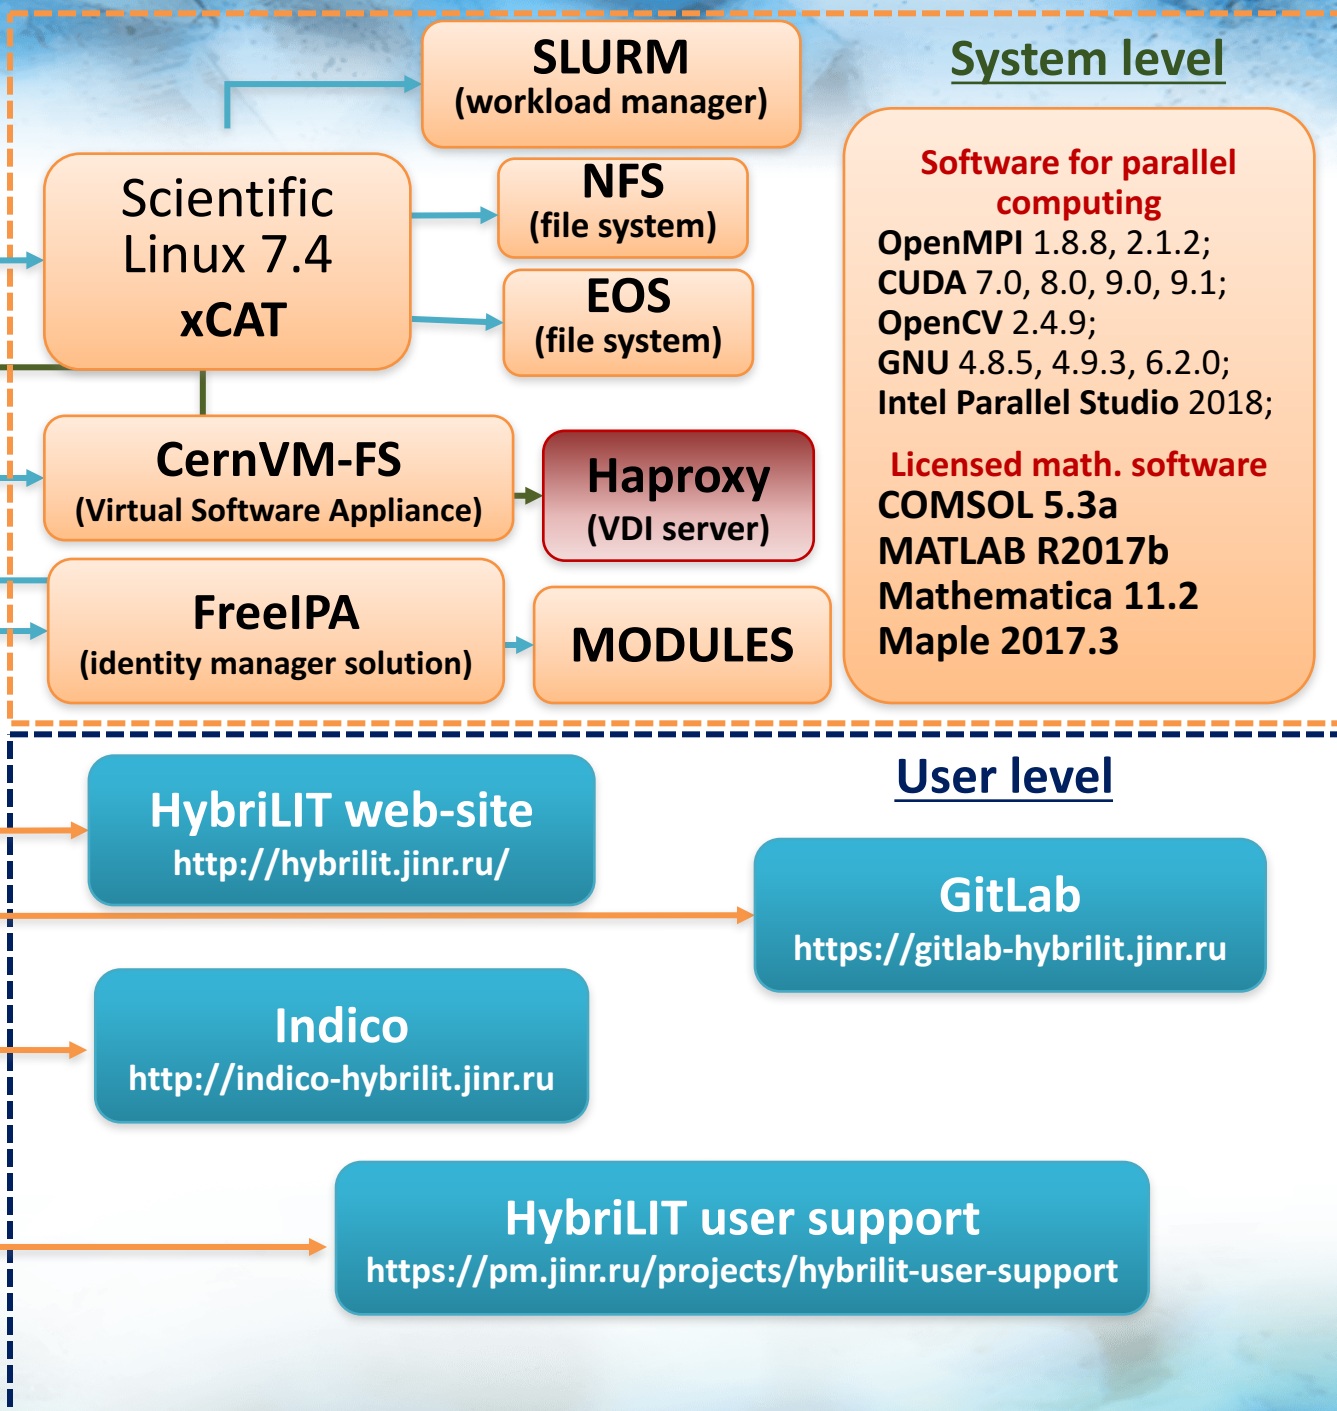 System level
SLURM
(workload manager)
Scientific
Linux 7.4
xCAT
NFS
(file system)
EOS
(file system)
CernVM-FS
(Virtual Software Appliance)
Haproxy
(VDI server)
FreeIPA
(identity manager solution)
MODULES
Software for parallel
computing
OpenMPI 1.8.8, 2.1.2;
CUDA 7.0, 8.0, 9.0, 9.1;
OpenCV 2.4.9;
GNU 4.8.5, 4.9.3, 6.2.0;
Intel Parallel Studio 2018;
Licensed math. software
COMSOL 5.3a
MATLAB R2017b
Mathematica 11.2
Maple 2017.3
User level
HybriLIT web-site
http://hybrilit.jinr.ru/
GitLab
https://gitlab-hybrilit.jinr.ru
Indico
http://indico-hybrilit.jinr.ru
HybriLIT user support
https://pm.jinr.ru/projects/hybrilit-user-support